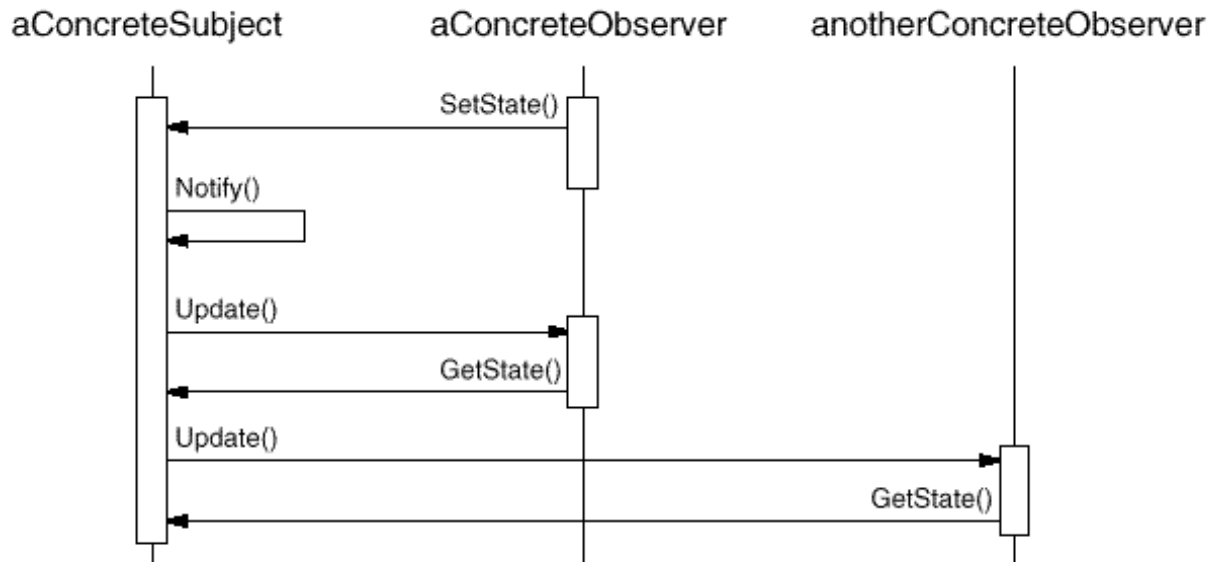 aConcreteSubject aConcreteObserver anotherConcreteObserver
SetState()
Notify()
Update()
GetState()
Update()
GetState()